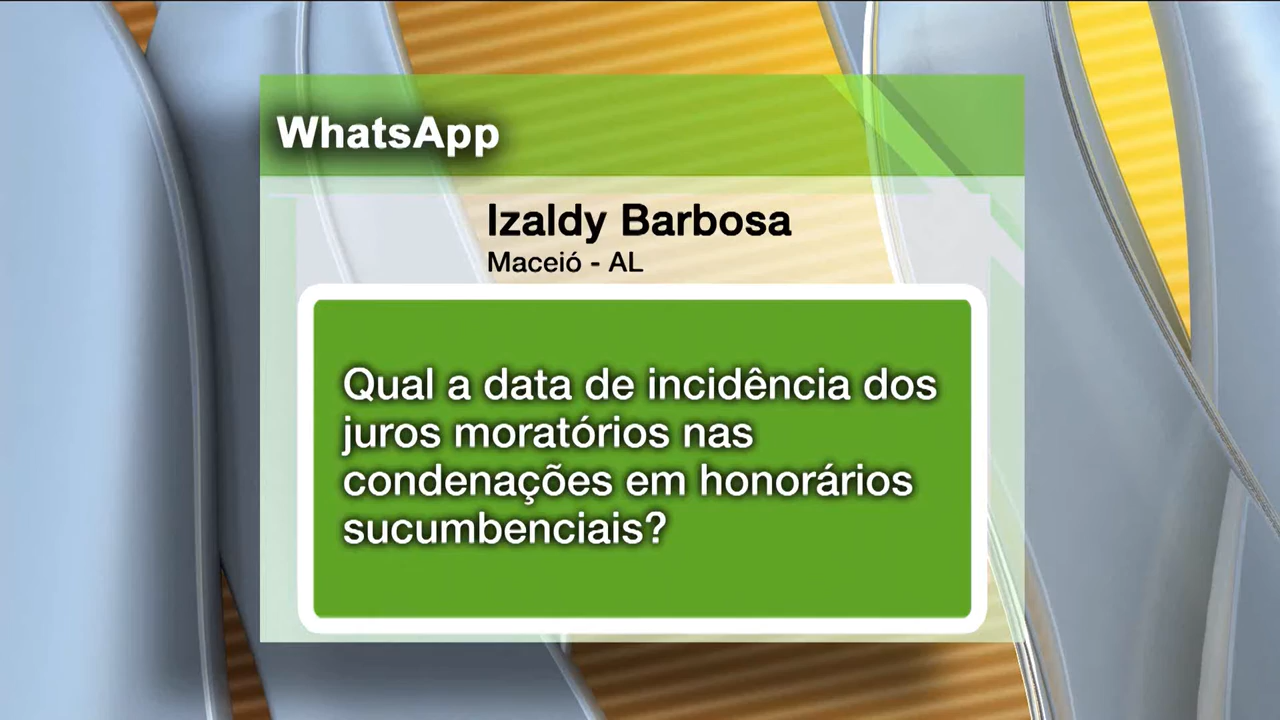 WhatsApp
Izaldy Barbosa
Maceió - AL
Qual a data de incidência dos
juros moratórios nas
condenações em honorários
sucumbenciais?